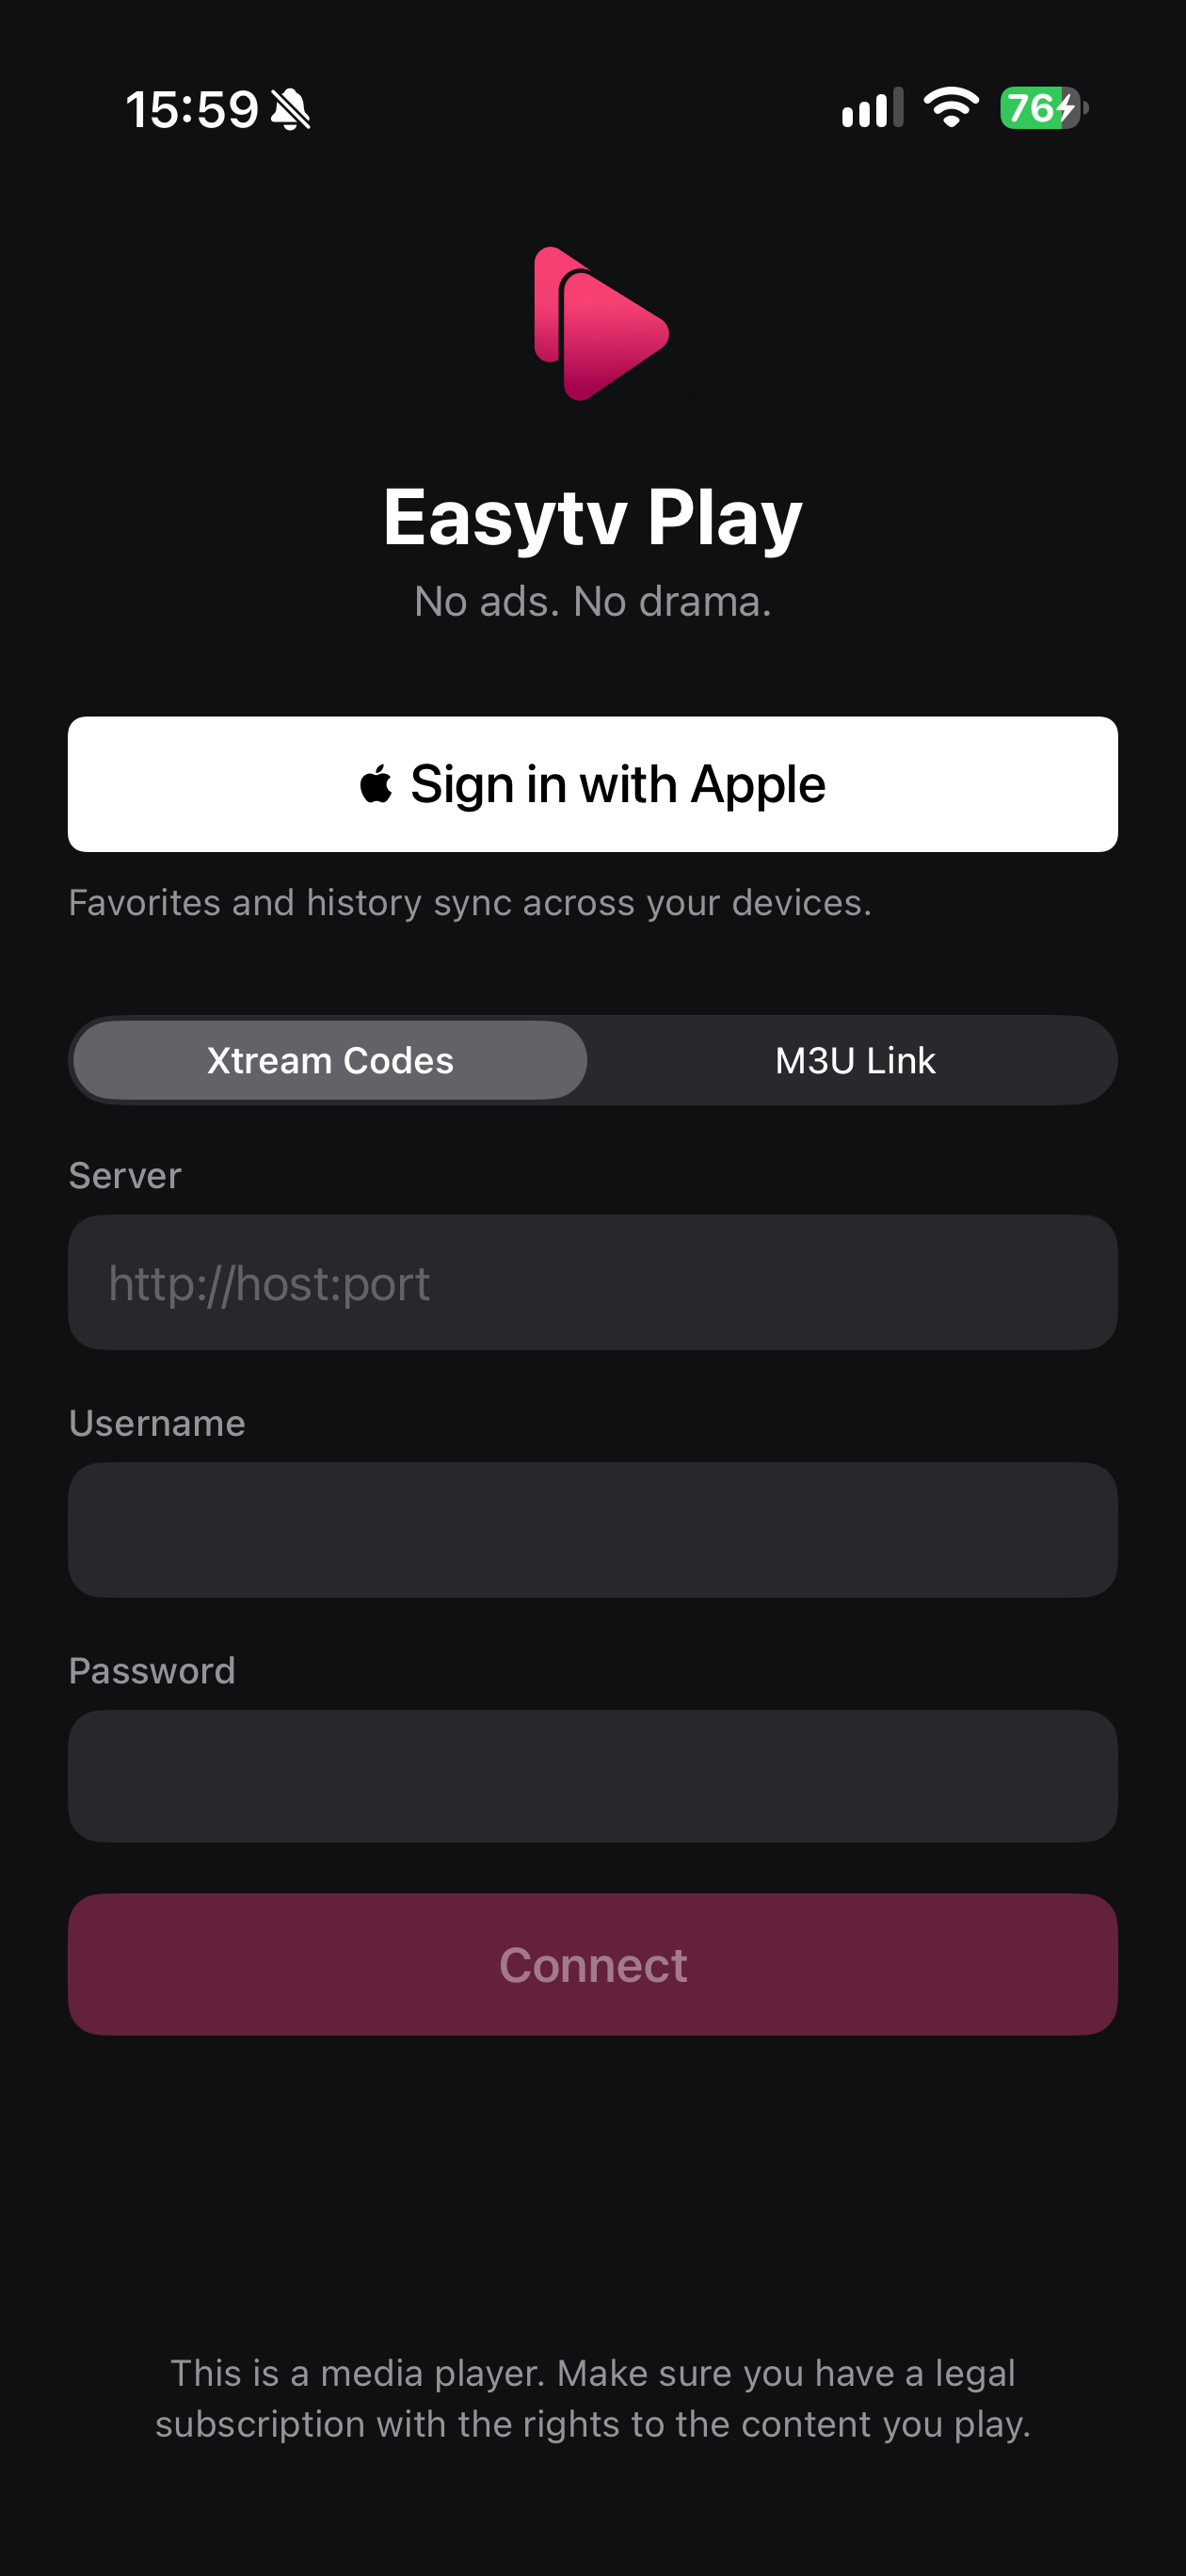 15:59
76
Easytv Play
No ads. No drama.
Sign in with Apple
Favorites and history sync across your devices.
Xtream Codes
M3U Link
Server
http://host:port
Username
Password
Connect
This is a media player. Make sure you have a legal
subscription with the rights to the content you play.